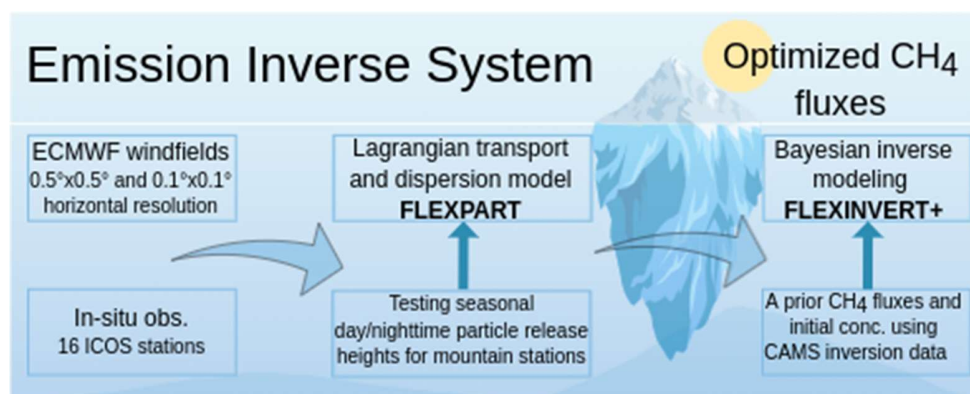 Emission Inverse System
Optimized CH4
fluxes
ECMWF windfields
0.5°x0.5° and 0.1°x0.1°
horizontal resolution
Lagrangian transport
and dispersion model
FLEXPART
Bayesian inverse
modeling
FLEXINVERT+
In-situ obs.
16 ICOS stations
Testing seasonal
day/nighttime particle release
heights for mountain stations
A prior CH4 fluxes and
initial conc. using
CAMS inversion data